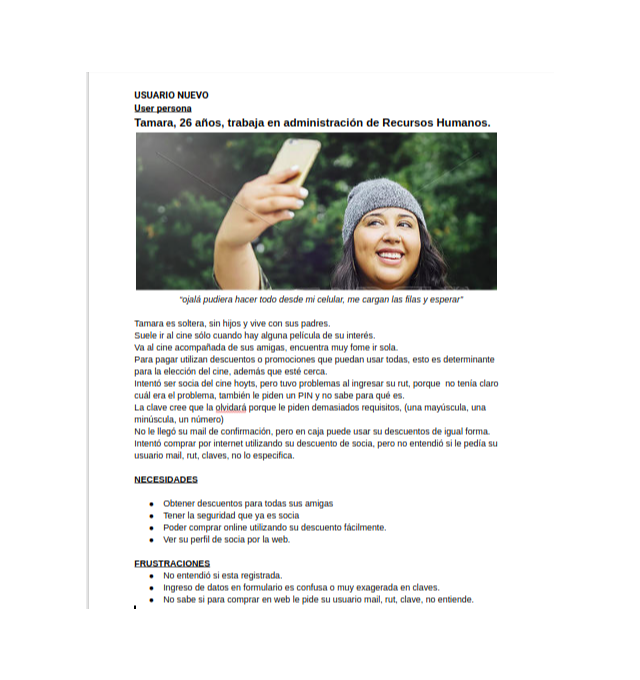 USUARIO NUEVO
User persona
Tamara, 26 años, trabaja en administración de Recursos Humanos.
"ojalá pudiera hacer todo desde mi celular, me cargan las filas y esperar"
Tamara es soltera, sin hijos y vive con sus padres.
Suele ir al cine sólo cuando hay alguna película de su interés.
Va al cine acompañada de sus amigas, encuentra muy fome ir sola.
Para pagar utilizan descuentos o promociones que puedan usar todas, esto es determinante
para la elección del cine, además que esté cerca.
Intentó ser socia del cine hoyts, pero tuvo problemas al ingresar su rut, porque no tenía claro
cuál era el problema, también le piden un PIN y no sabe para qué es.
La clave cree que la olvidará porque le piden demasiados requisitos, (una mayúscula, una
minúscula, un número)
No le llegó su mail de confirmación, pero en caja puede usar su descuentos de igual forma.
Intentó comprar por internet utilizando su descuento de socia, pero no entendió si le pedía su
usuario mail, rut, claves, no lo especifica.
NECESIDADES
● Obtener descuentos para todas sus amigas
● Tener la seguridad que ya es socia
● Poder comprar online utilizando su descuento fácilmente.
● Ver su perfil de socia por la web.
FRUSTRACIONES
● No entendió si esta registrada.
● Ingreso de datos en formulario es confusa o muy exagerada en claves.
● No sabe si para comprar en web le pide su usuario mail, rut, clave, no entiende.